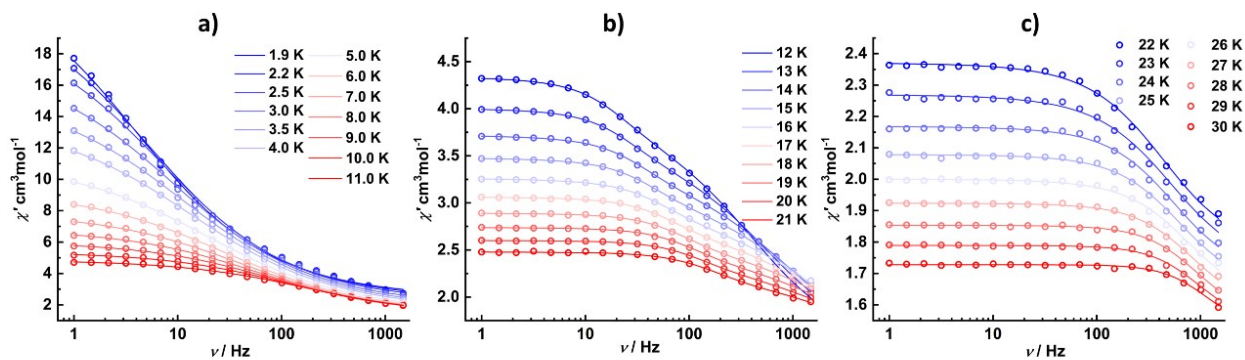 a)
χ′ cm³mol⁻¹
18
16
14
12
10
8
6
4
2
1.9 K
2.2 K
2.5 K
3.0 K
3.5 K
4.0 K
5.0 K
6.0 K
7.0 K
8.0 K
9.0 K
10.0 K
11.0 K
1 10 100 1000
ν / Hz
b)
χ′ cm³mol⁻¹
4.5
4.0
3.5
3.0
2.5
2.0
12 K
13 K
14 K
15 K
16 K
17 K
18 K
19 K
20 K
21 K
1 10 100 1000
ν / Hz
c)
χ′ cm³mol⁻¹
2.4
2.3
2.2
2.1
2.0
1.9
1.8
1.7
1.6
22 K
23 K
24 K
25 K
26 K
27 K
28 K
29 K
30 K
1 10 100 1000
ν / Hz